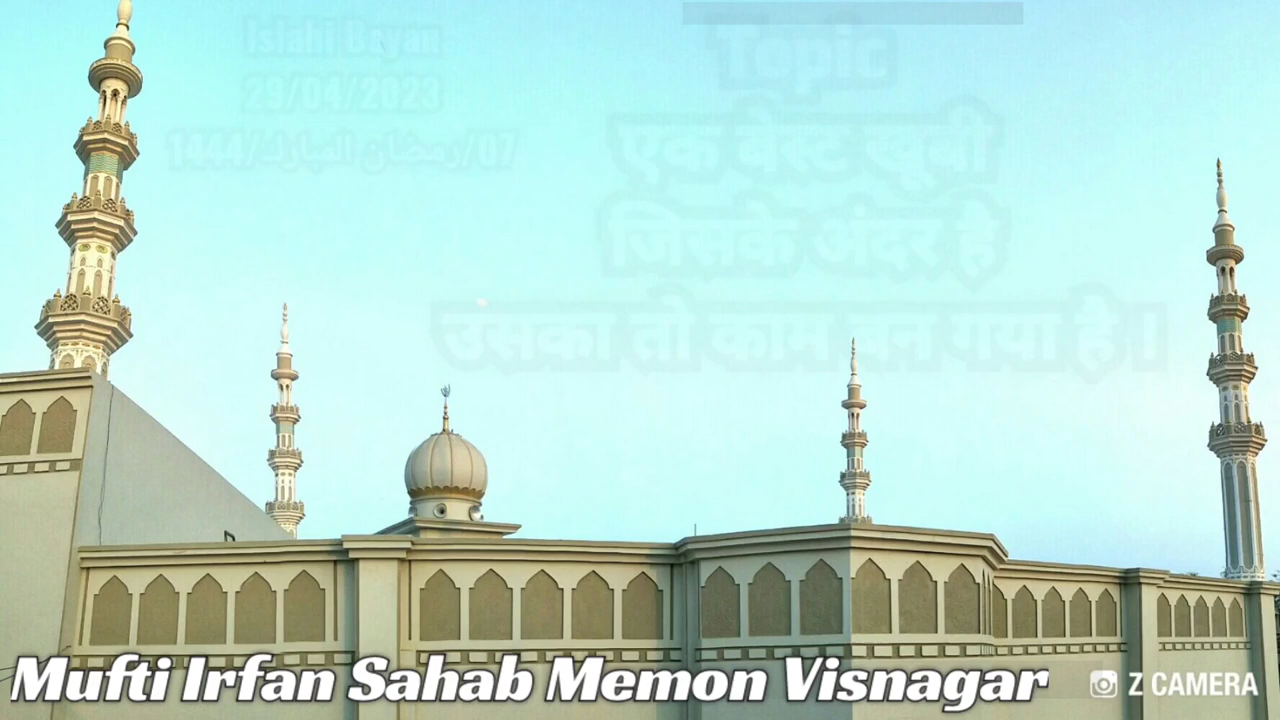 Islahi Bayan
29/04/2023
07/رمضان المبارك/1444
Topic
एक बेस्ट खूबी
जिसके अंदर है
उसका तो काम बन गया है।
Mufti Irfan Sahab Memon Visnagar
Z CAMERA